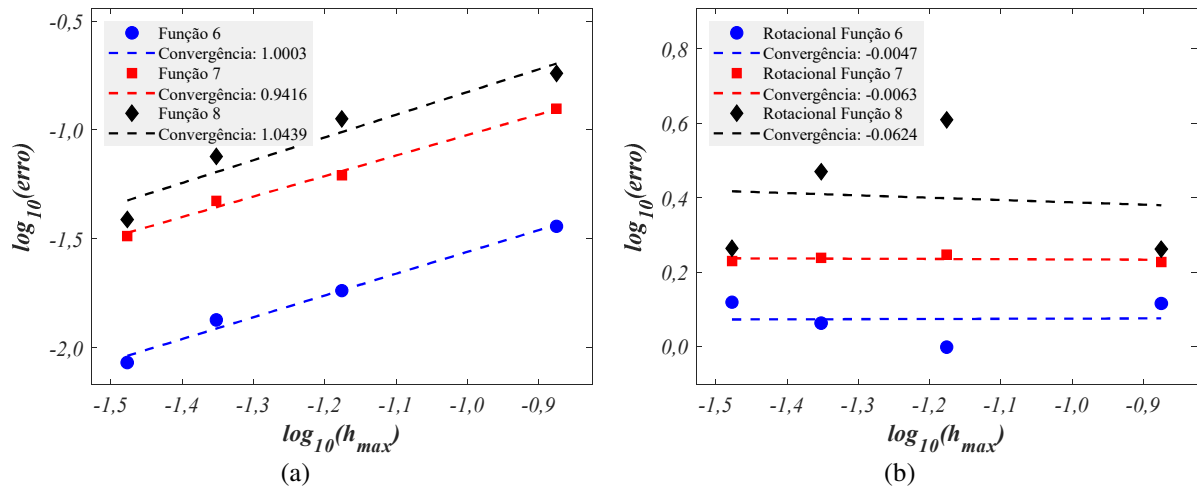 -0,5
-1,0
-1,5
-2,0
log10(erro)
Função 6
Convergência: 1.0003
Função 7
Convergência: 0.9416
Função 8
Convergência: 1.0439
-1,5 -1,4 -1,3 -1,2 -1,1 -1,0 -0,9
log10(hmax)
(a)
0,8
0,6
0,4
0,2
0,0
log10(erro)
Rotacional Função 6
Convergência: -0.0047
Rotacional Função 7
Convergência: -0.0063
Rotacional Função 8
Convergência: -0.0624
-1,5 -1,4 -1,3 -1,2 -1,1 -1,0 -0,9
log10(hmax)
(b)